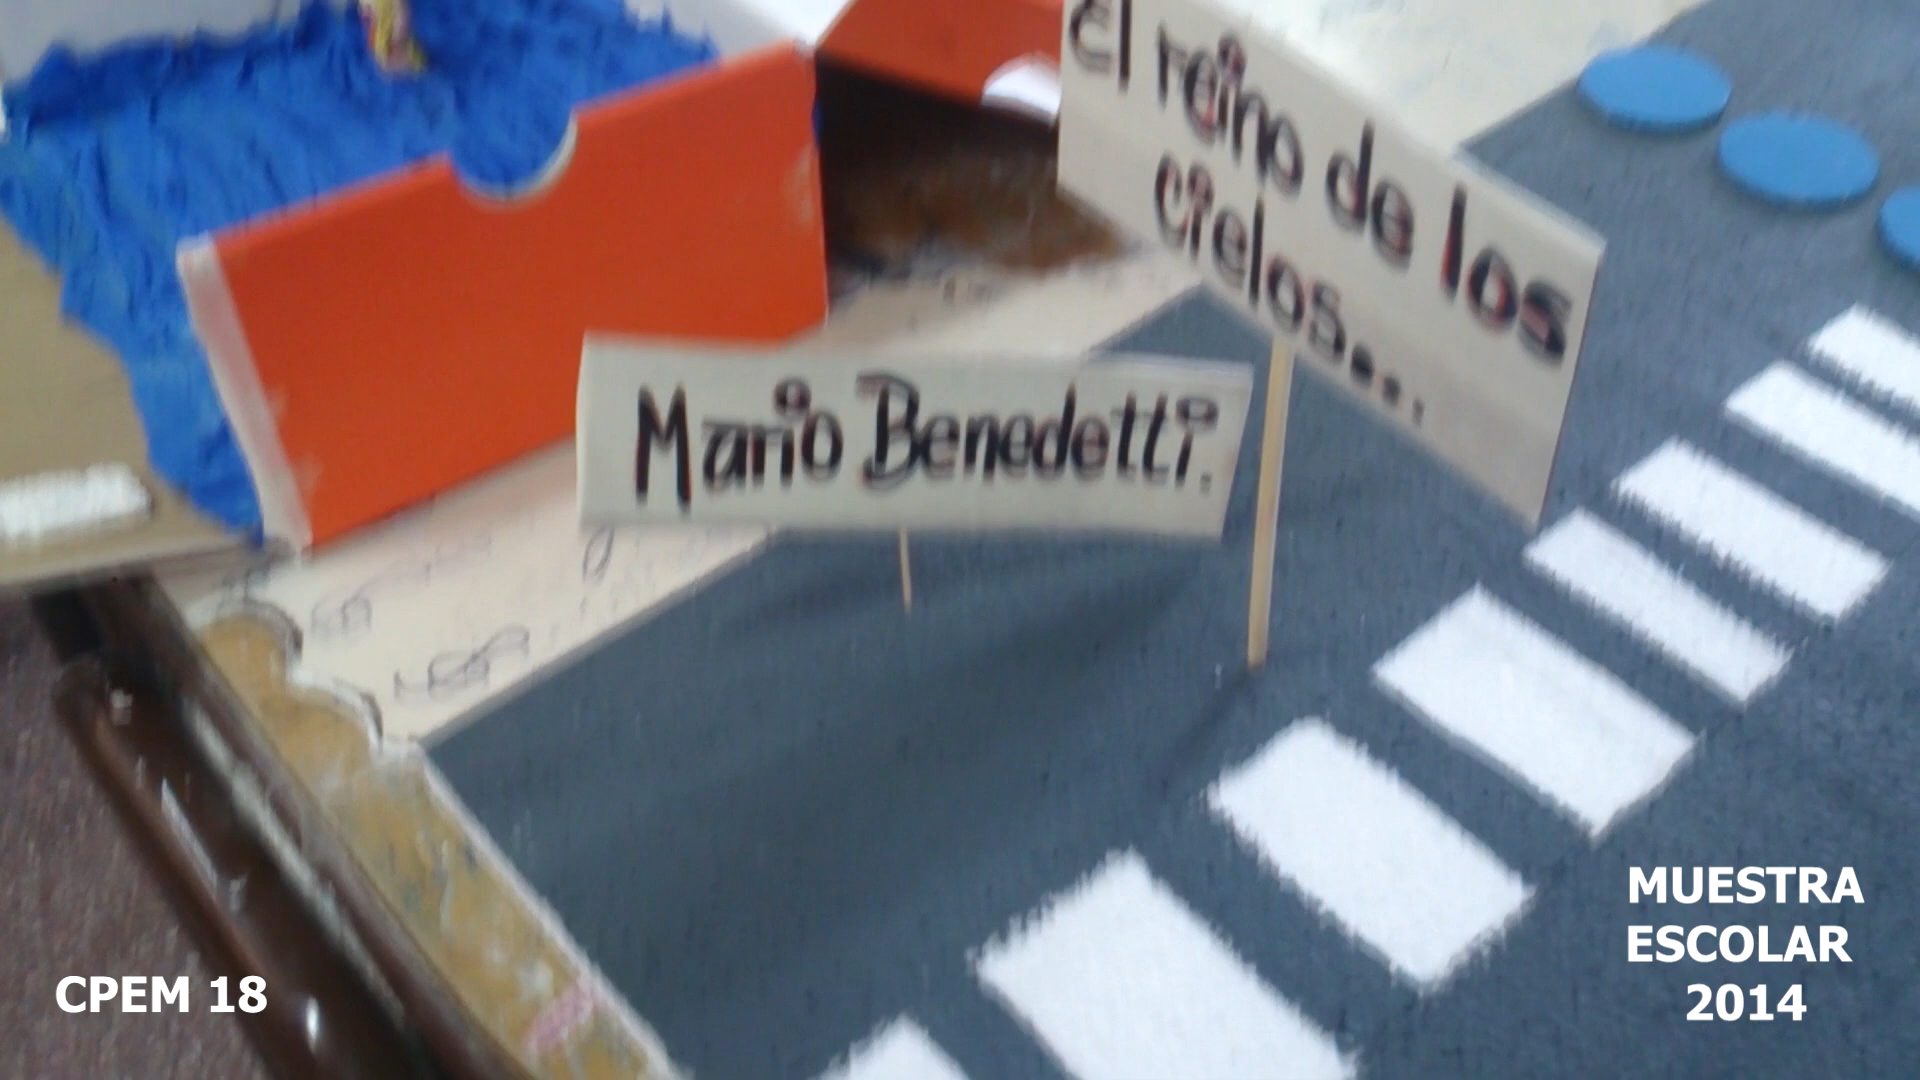 El reino de los
cielos...
Mario Benedetti.
CPEM 18
MUESTRA
ESCOLAR
2014